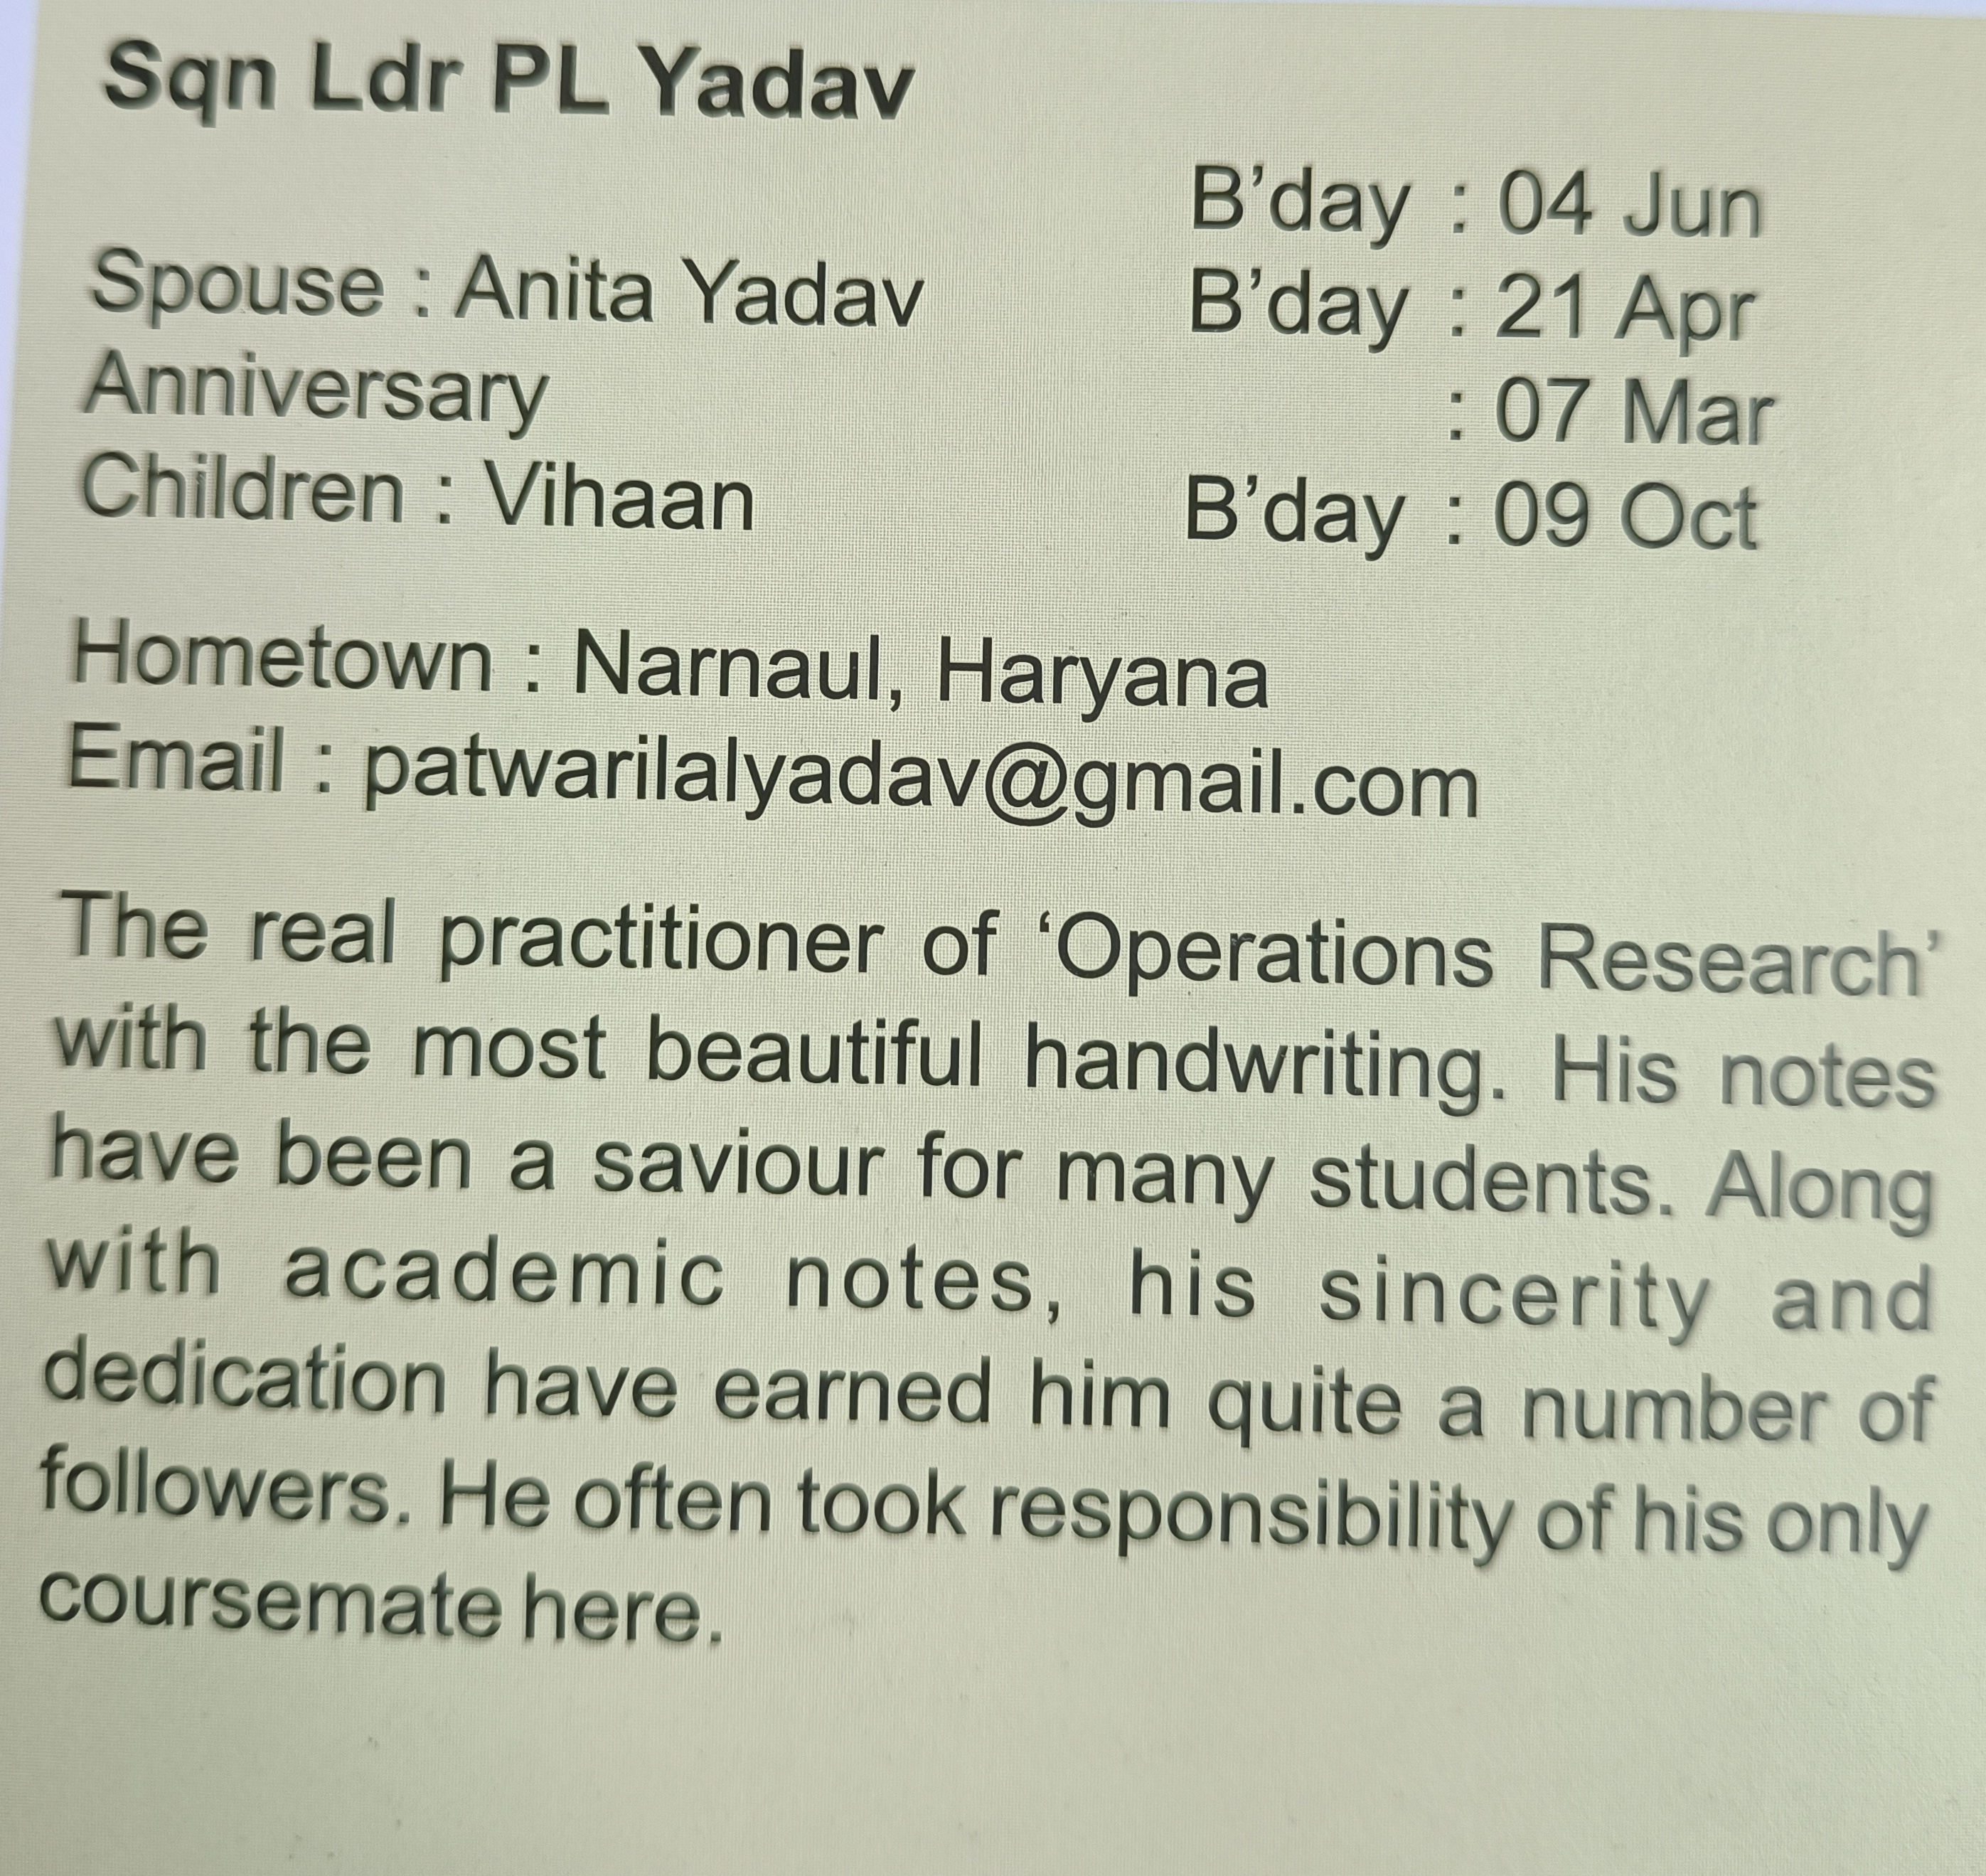 Sqn Ldr PL Yadav
B’day : 04 Jun
Spouse : Anita Yadav B’day : 21 Apr
Anniversary : 07 Mar
Children : Vihaan B’day : 09 Oct
Hometown : Narnaul, Haryana
Email : patwarilalyadav@gmail.com
The real practitioner of ‘Operations Research’
with the most beautiful handwriting. His notes
have been a saviour for many students. Along
with academic notes, his sincerity and
dedication have earned him quite a number of
followers. He often took responsibility of his only
coursemate here.